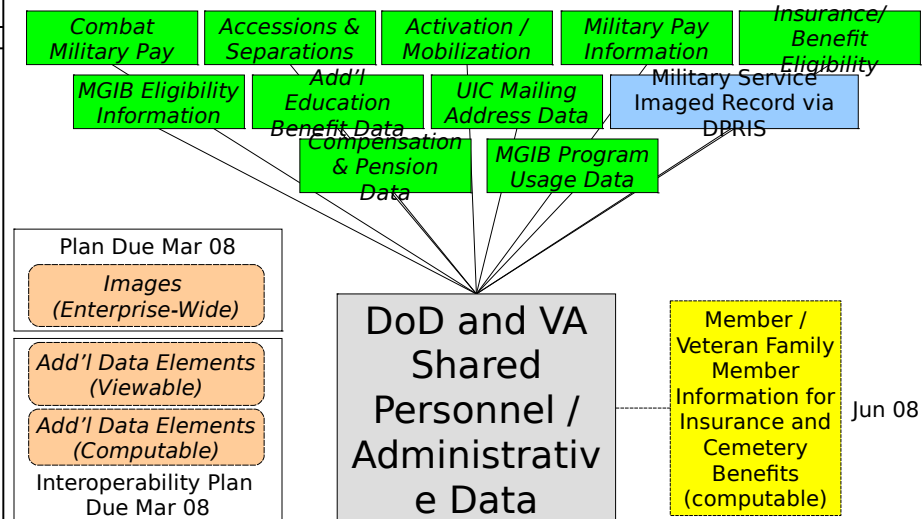 Combat
Military Pay
Accessions &
Separations
Activation /
Mobilization
Military Pay
Information
Insurance/
Benefit
Eligibility
MGIB Eligibility
Information
Add’l
Education
Benefit Data
UIC Mailing
Address Data
Military Service
Imaged Record via
DPRIS
Compensation
& Pension
Data
MGIB Program
Usage Data
Plan Due Mar 08
Images
(Enterprise-Wide)
Add’l Data Elements
(Viewable)
Add’l Data Elements
(Computable)
Interoperability Plan
Due Mar 08
DoD and VA
Shared
Personnel /
Administrativ
e Data
Member /
Veteran Family
Member
Information for
Insurance and
Cemetery
Benefits
(computable)
Jun 08